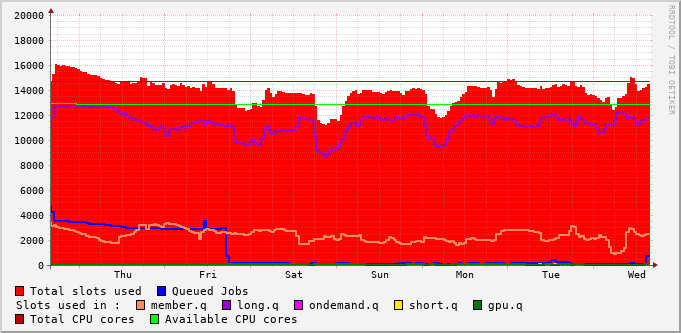 RRDTOOL / TOBI OETIKER
20000
18000
16000
14000
12000
10000
8000
6000
4000
2000
0
Thu Fri Sat Sun Mon Tue Wed
Total slots used Queued Jobs
Slots used in : member.q long.q ondemand.q short.q gpu.q
Total CPU cores Available CPU cores